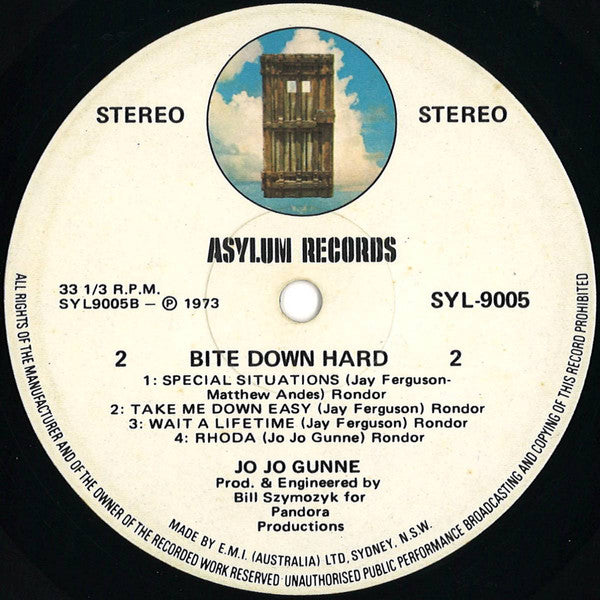 STEREO STEREO
ASYLUM RECORDS
33 1/3 R.P.M.
SYL9005B – Ⓟ 1973 SYL-9005
2 BITE DOWN HARD 2
1: SPECIAL SITUATIONS (Jay Ferguson-
Matthew Andes) Rondor
2: TAKE ME DOWN EASY (Jay Ferguson) Rondor
3: WAIT A LIFETIME (Jay Ferguson) Rondor
4: RHODA (Jo Jo Gunne) Rondor
JO JO GUNNE
Prod. & Engineered by
Bill Szymozyk for
Pandora
Productions
MADE BY E.M.I. (AUSTRALIA) LTD, SYDNEY, N.S.W.
ALL RIGHTS OF THE MANUFACTURER AND OF THE OWNER OF THE RECORDED WORK RESERVED UNAUTHORISED PUBLIC PERFORMANCE BROADCASTING AND COPYING OF THIS RECORD PROHIBITED